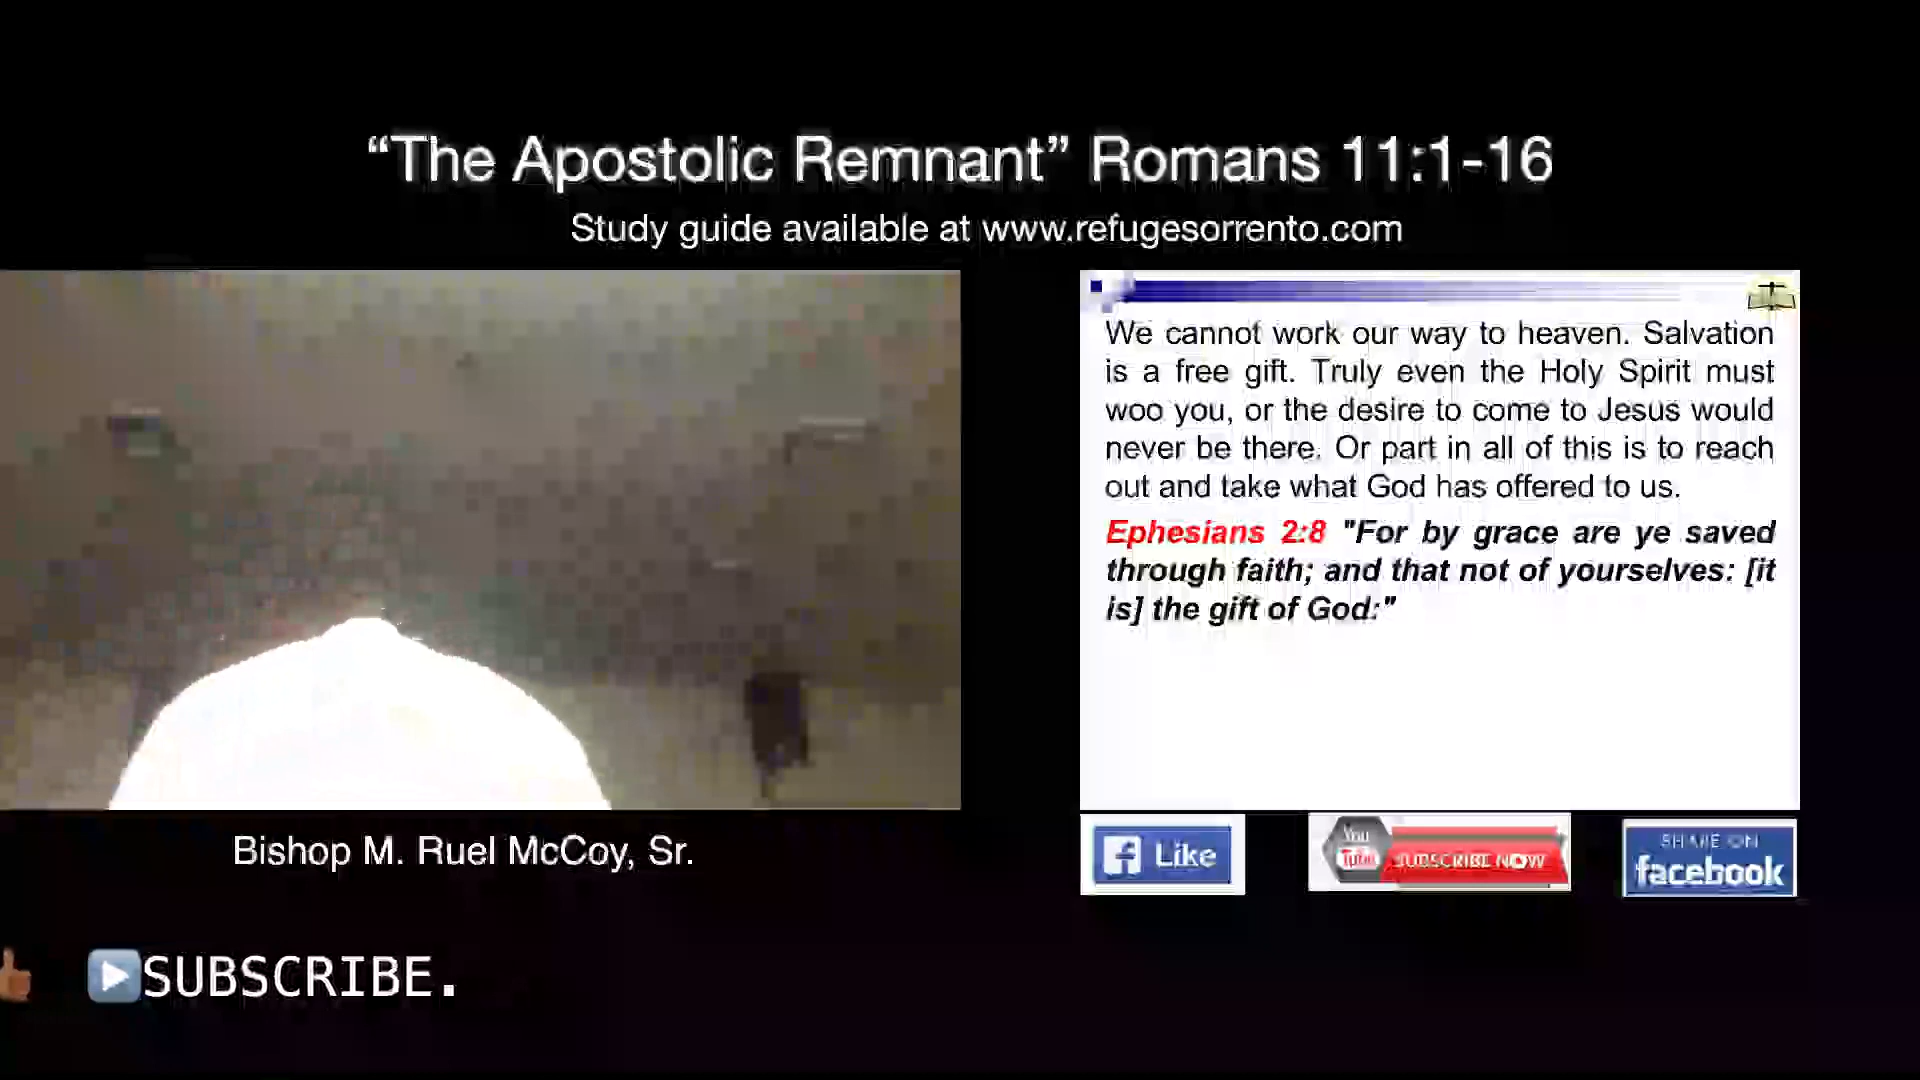 “The Apostolic Remnant” Romans 11:1-16
Study guide available at www.refugesorrento.com
We cannot work our way to heaven. Salvation
is a free gift. Truly even the Holy Spirit must
woo you, or the desire to come to Jesus would
never be there. Or part in all of this is to reach
out and take what God has offered to us.
Ephesians 2:8 "For by grace are ye saved
through faith; and that not of yourselves: [it
is] the gift of God:"
Bishop M. Ruel McCoy, Sr.
Like
You
Tube
SUBSCRIBE NOW
SHARE ON
facebook
SUBSCRIBE.